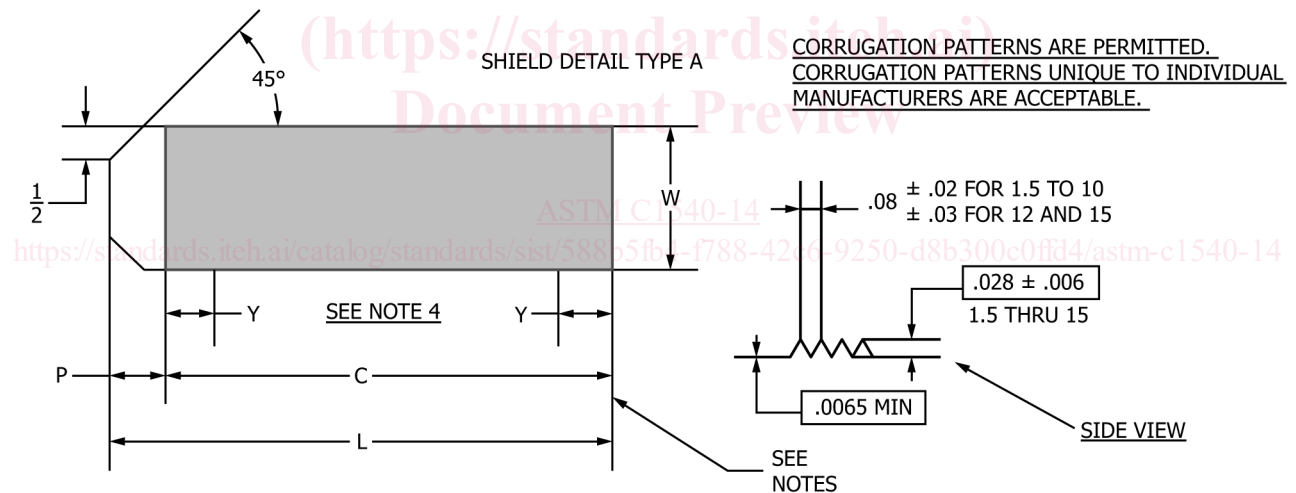 (https://standards.iteh.ai)
Document Preview
ASTM C1540-14
https://standards.iteh.ai/catalog/standards/sist/588b5fb4-f788-42c6-9250-d8b300c0ffd4/astm-c1540-14
SHIELD DETAIL TYPE A
CORRUGATION PATTERNS ARE PERMITTED.
CORRUGATION PATTERNS UNIQUE TO INDIVIDUAL
MANUFACTURERS ARE ACCEPTABLE.
45°
1/2
W
Y
SEE NOTE 4
Y
P
C
L
SEE
NOTES
.08
± .02 FOR 1.5 TO 10
± .03 FOR 12 AND 15
.028 ± .006
1.5 THRU 15
.0065 MIN
SIDE VIEW